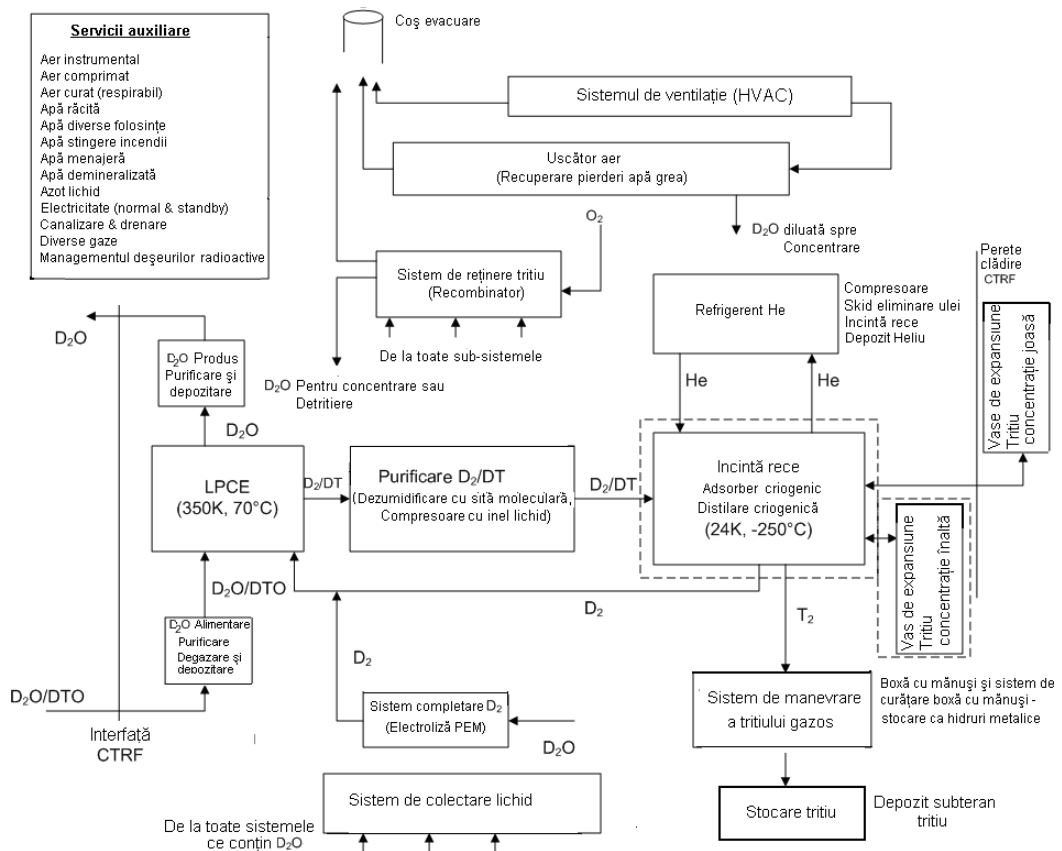 Servicii auxiliare
Aer instrumental
Aer comprimat
Aer curat (respirabil)
Apă răcită
Apă diverse folosințe
Apă stingere incendii
Apă menajeră
Apă demineralizată
Azot lichid
Electricitate (normal & standby)
Canalizare & drenare
Diverse gaze
Managementul deșeurilor radioactive
Coș evacuare
Sistemul de ventilație (HVAC)
Uscător aer
(Recuperare pierderi apă grea)
D₂O diluată spre
Concentrare
O₂
Sistem de reținere tritiu
(Recombinator)
De la toate sub-sistemele
D₂O Pentru concentrare sau
Detritiere
Refrigerent He
Compresoare
Skid eliminare ulei
Incintă rece
Depozit Heliu
Perete
clădire
CTRF
Vase de expansiune
Tritiu
concentrație joasă
He
He
D₂O
D₂O Produs
Purificare și
depozitare
D₂O
LPCE
(350K, 70°C)
D₂/DT
Purificare D₂/DT
(Dezumidificare cu sită moleculară,
Compresoare cu inel lichid)
D₂/DT
Incintă rece
Adsorber criogenic
Distilare criogenică
(24K, -250°C)
Vas de expansiune
Tritiu
concentrație înaltă
D₂O/DTO
D₂
T₂
D₂O Alimentare
Purificare
Degazare și
depozitare
D₂O/DTO
Interfață
CTRF
D₂
Sistem completare D₂
(Electroliză PEM)
D₂O
Sistem de manevrare
a tritiului gazos
Boxă cu mănuși și sistem de
curățare boxă cu mănuși -
stocare ca hidruri metalice
Sistem de colectare lichid
De la toate sistemele
ce conțin D₂O
Stocare tritiu
Depozit subteran
tritiu